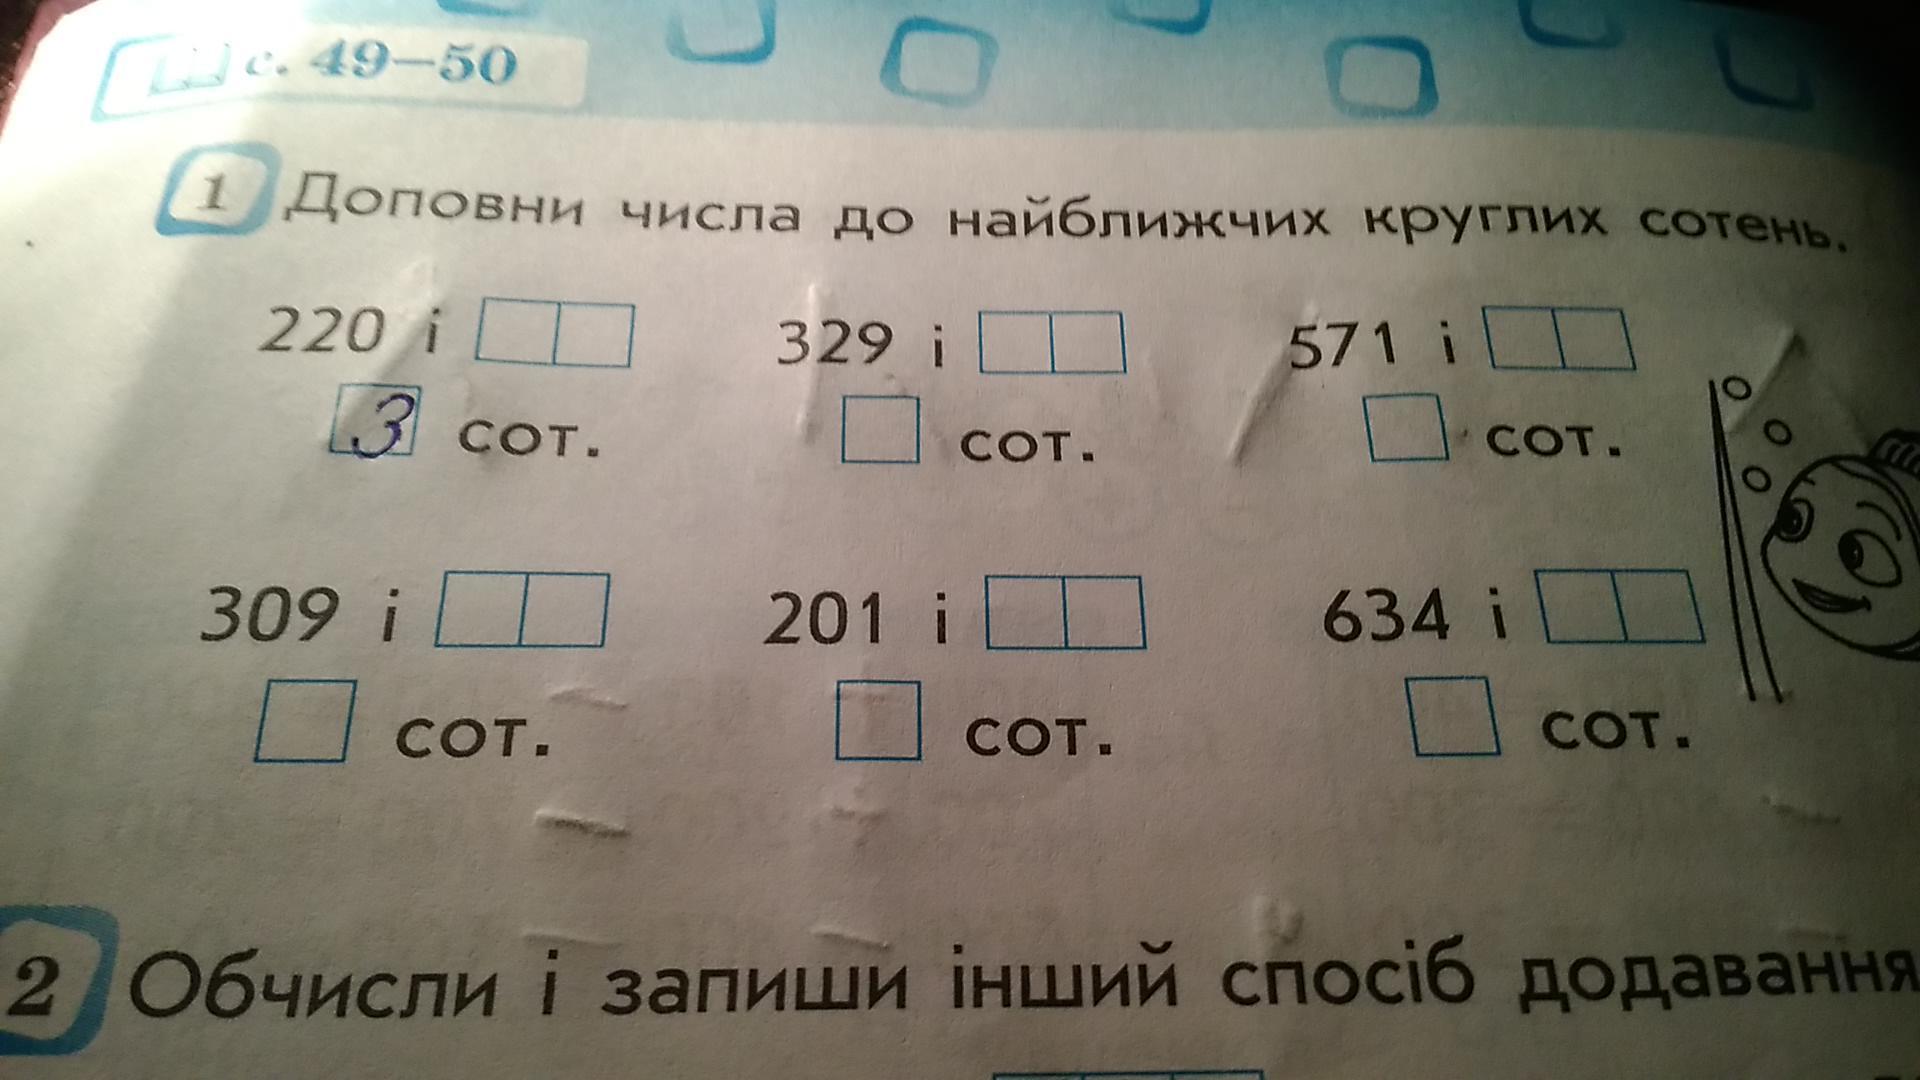 с. 49—50
1 Доповни числа до найближчих круглих сотень.
220 і 329 і 571 і
3 сот. сот. сот.
309 і 201 і 634 і
сот. сот. сот.
2 Обчисли і запиши інший спосіб додавання